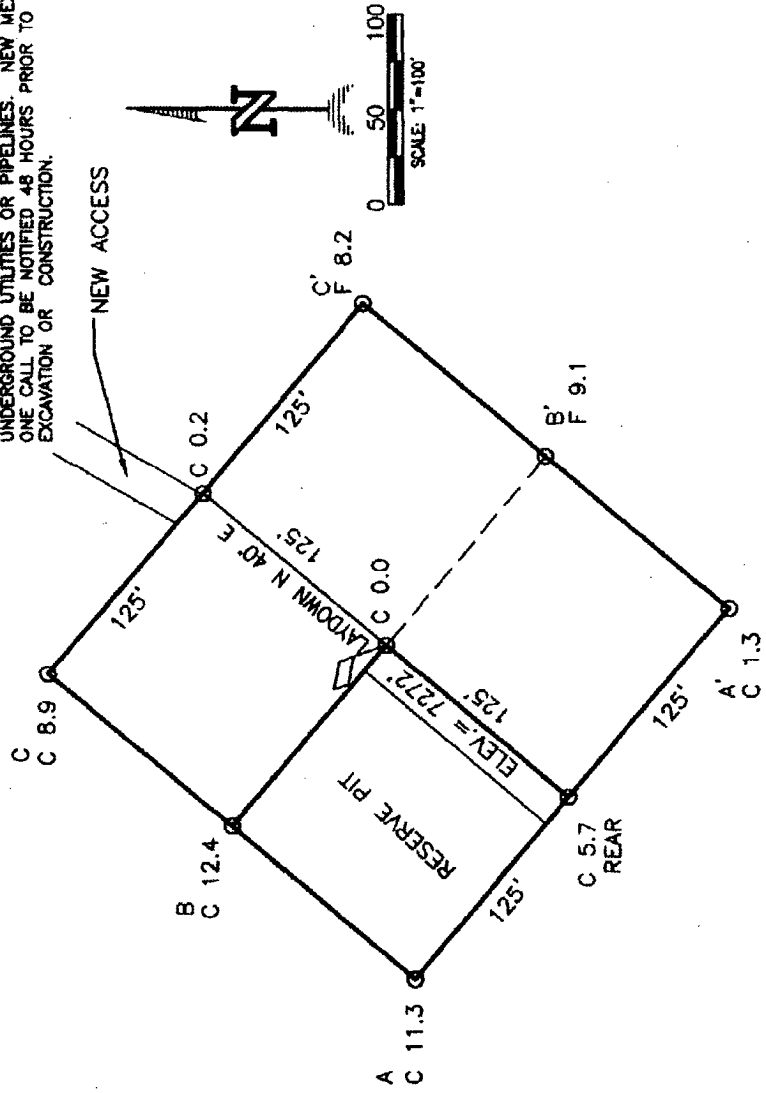 UNDERGROUND UTILITIES OR PIPELINES. NEW
ONE CALL TO BE NOTIFIED 48 HOURS PRIOR TO
EXCAVATION OR CONSTRUCTION.
NEW ACCESS
N
0 50 100
SCALE: 1"=100'
C
C 8.9
125'
C 0.2
125'
C'
F 8.2
LAYDOWN N 40° E
125'
B
C 12.4
C 0.0
B'
F 9.1
RESERVE PIT
ELEV.= 7272'
125'
A
C 11.3
125'
C 5.7
REAR
125'
A'
C 1.3